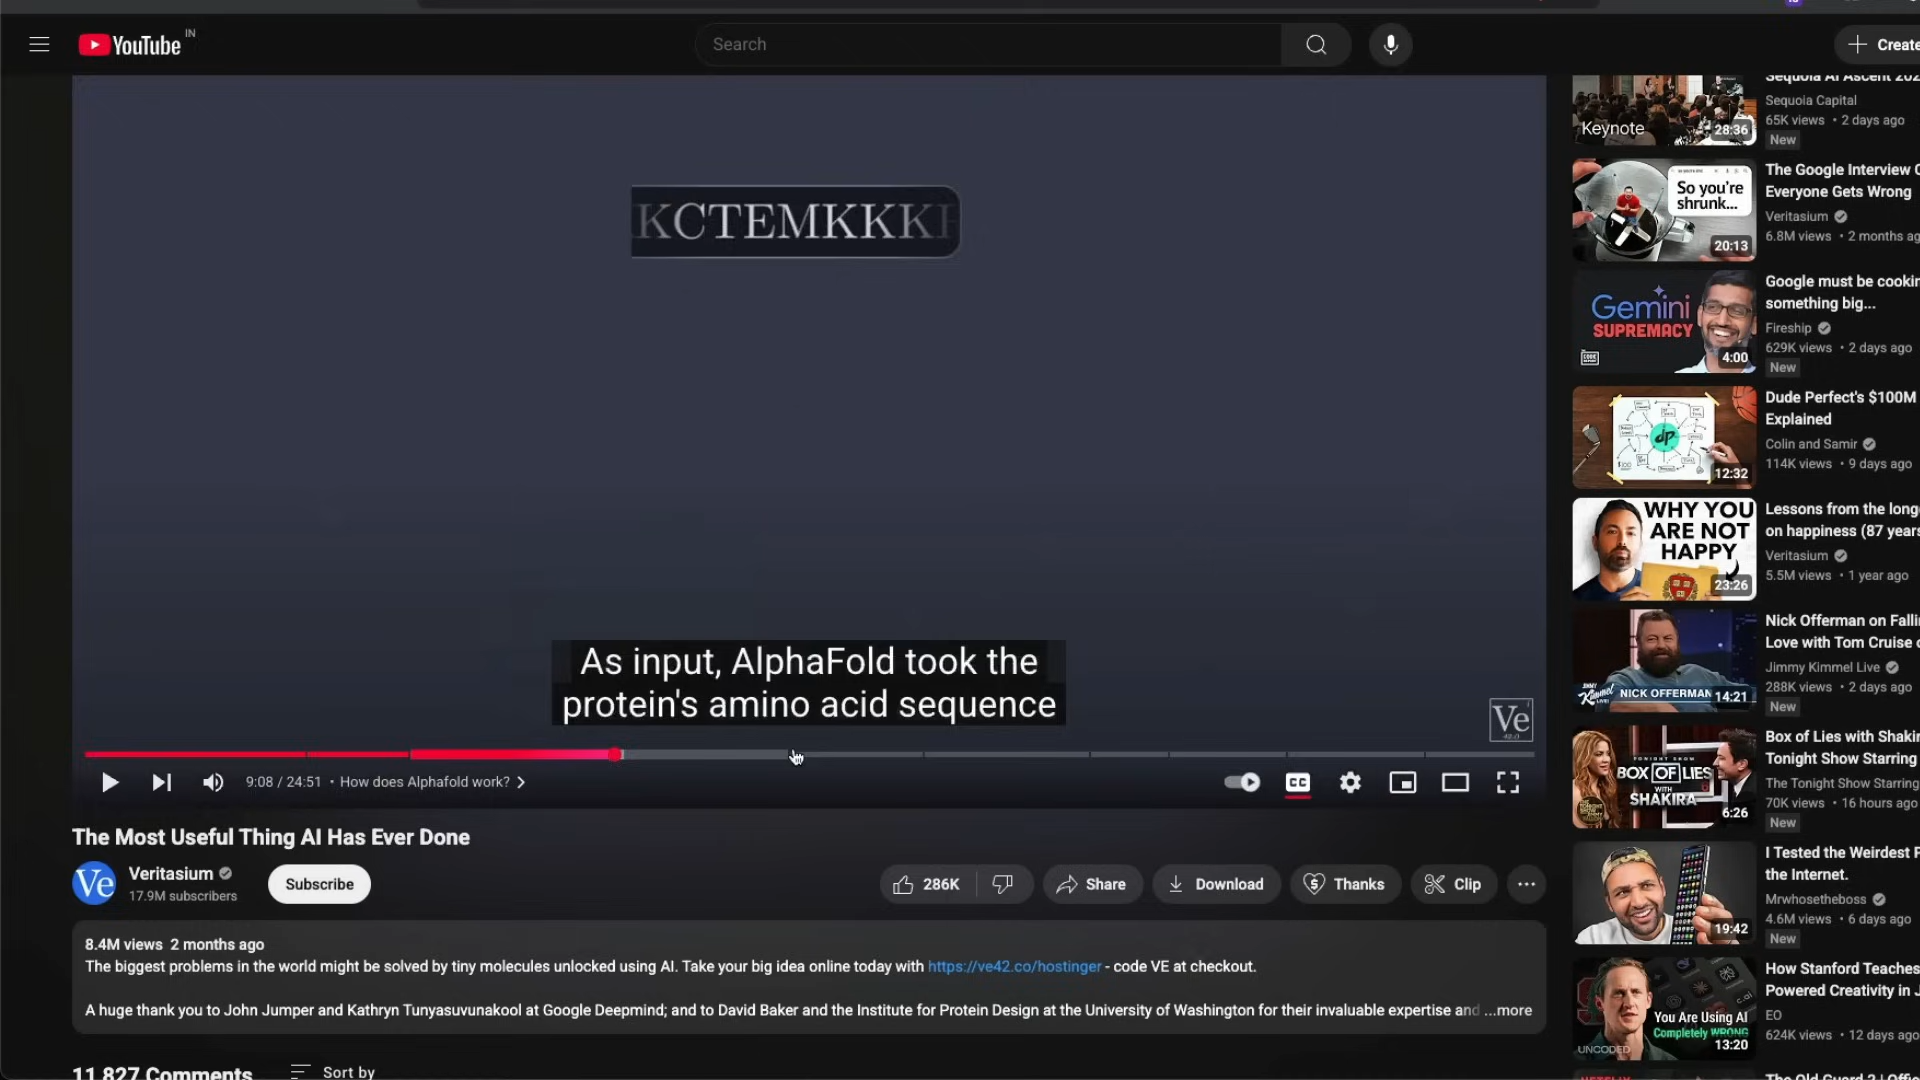 YouTube IN
Search
Create
KCTEMKKK
As input, AlphaFold took the
protein's amino acid sequence
Ve
9:08 / 24:51 • How does Alphafold work?
CC
The Most Useful Thing AI Has Ever Done
Ve
Veritasium
17.9M subscribers
Subscribe
286K
Share
Download
Thanks
Clip
8.4M views 2 months ago
The biggest problems in the world might be solved by tiny molecules unlocked using AI. Take your big idea online today with https://ve42.co/hostinger - code VE at checkout.
A huge thank you to John Jumper and Kathryn Tunyasuvunakool at Google Deepmind; and to David Baker and the Institute for Protein Design at the University of Washington for their invaluable expertise and ...more
11,827 Comments
Sort by
Keynote
28:36
Sequoia AI Ascent
Sequoia Capital
65K views • 2 days ago
New
So you're
shrunk...
20:13
The Google Interview
Everyone Gets Wrong
Veritasium
6.8M views • 2 months
Gemini
SUPREMACY
4:00
Google must be
something big...
Fireship
629K views • 2 days ago
New
dp
12:32
Dude Perfect's $100M
Explained
Colin and Samir
114K views • 9 days ago
WHY YOU
ARE NOT
HAPPY
23:26
Lessons from the
on happiness (87
Veritasium
5.5M views • 1 year ago
Kimmel
NICK OFFERMAN
14:21
Nick Offerman on
Love with Tom Cruise
Jimmy Kimmel Live
288K views • 2 days ago
New
BOX OF LIES
WITH
SHAKIRA
6:26
Box of Lies with
Tonight Show Starring
The Tonight Show Starring
70K views • 16 hours ago
New
19:42
I Tested the Weirdest
the Internet.
Mrwhosetheboss
4.6M views • 6 days ago
New
You Are Using AI
Completely WRONG
UNCODED
13:20
How Stanford Teaches
Powered Creativity in
EO
624K views • 12 days ago
The Old Guard 2